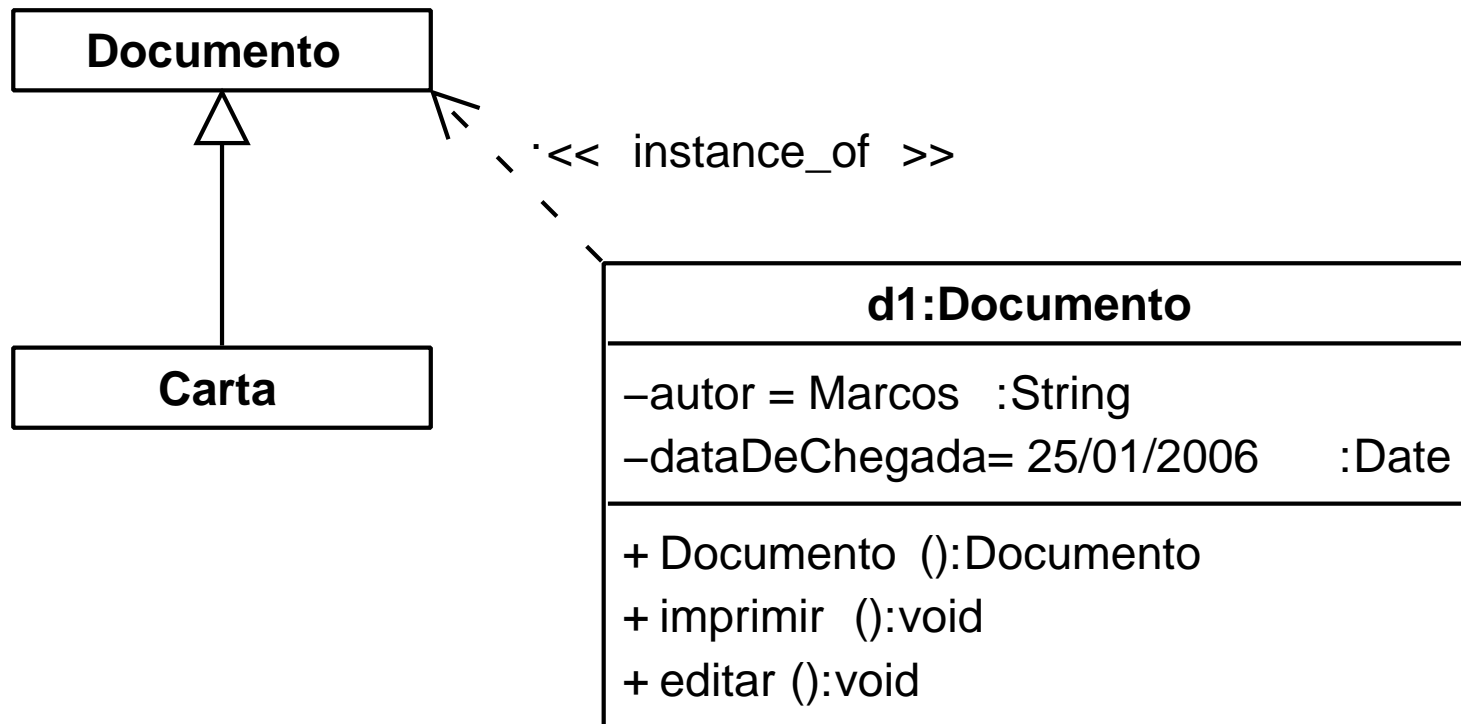 Documento
<< instance_of >>
d1:Documento
Carta
–autor = Marcos :String
–dataDeChegada= 25/01/2006 :Date
+ Documento ():Documento
+ imprimir ():void
+ editar ():void